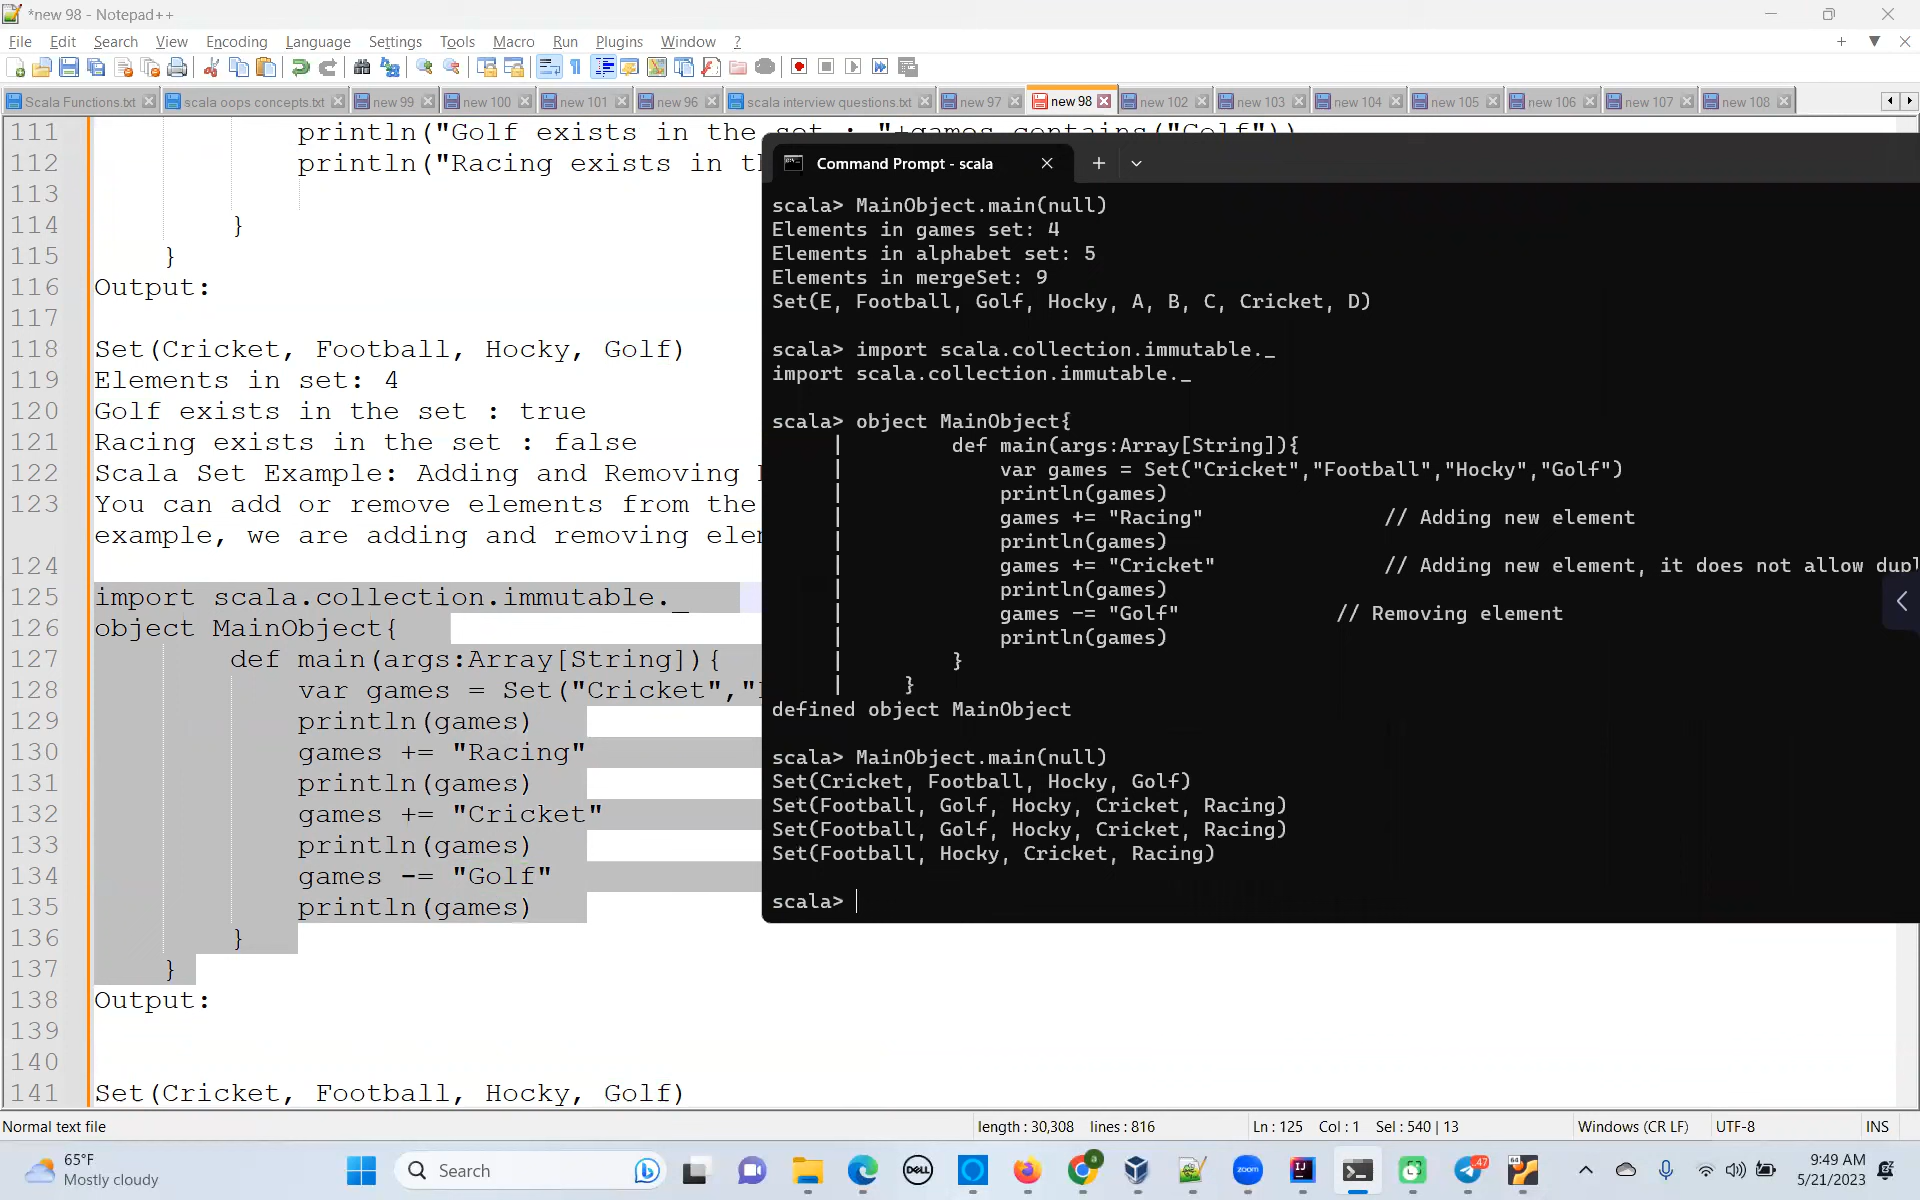 *new 98 - Notepad++
File Edit Search View Encoding Language Settings Tools Macro Run Plugins Window ?
Scala Functions.txt scala oops concepts.txt new 99 new 100 new 101 new 96 scala interview questions.txt new 97 new 98 new 102 new 103 new 104 new 105 new 106 new 107 new 108
111 println("Golf exists in the set : "+games contains("Golf"))
112 println("Racing exists in t
113
114 }
115 }
116 Output:
117
118 Set(Cricket, Football, Hocky, Golf)
119 Elements in set: 4
120 Golf exists in the set : true
121 Racing exists in the set : false
122 Scala Set Example: Adding and Removing
123 You can add or remove elements from the
example, we are adding and removing ele
124
125 import scala.collection.immutable._
126 object MainObject{
127 def main(args:Array[String]){
128 var games = Set("Cricket","
129 println(games)
130 games += "Racing"
131 println(games)
132 games += "Cricket"
133 println(games)
134 games -= "Golf"
135 println(games)
136 }
137 }
138 Output:
139
140
141 Set(Cricket, Football, Hocky, Golf)
Command Prompt - scala
scala> MainObject.main(null)
Elements in games set: 4
Elements in alphabet set: 5
Elements in mergeSet: 9
Set(E, Football, Golf, Hocky, A, B, C, Cricket, D)
scala> import scala.collection.immutable._
import scala.collection.immutable._
scala> object MainObject{
| def main(args:Array[String]){
| var games = Set("Cricket","Football","Hocky","Golf")
| println(games)
| games += "Racing" // Adding new element
| println(games)
| games += "Cricket" // Adding new element, it does not allow dupl
| println(games)
| games -= "Golf" // Removing element
| println(games)
| }
| }
defined object MainObject
scala> MainObject.main(null)
Set(Cricket, Football, Hocky, Golf)
Set(Football, Golf, Hocky, Cricket, Racing)
Set(Football, Golf, Hocky, Cricket, Racing)
Set(Football, Hocky, Cricket, Racing)
scala>
Normal text file length : 30,308 lines : 816 Ln : 125 Col : 1 Sel : 540 | 13 Windows (CR LF) UTF-8 INS
65°F
Mostly cloudy
Search
DELL
zoom
IJ
47
64
9:49 AM
5/21/2023